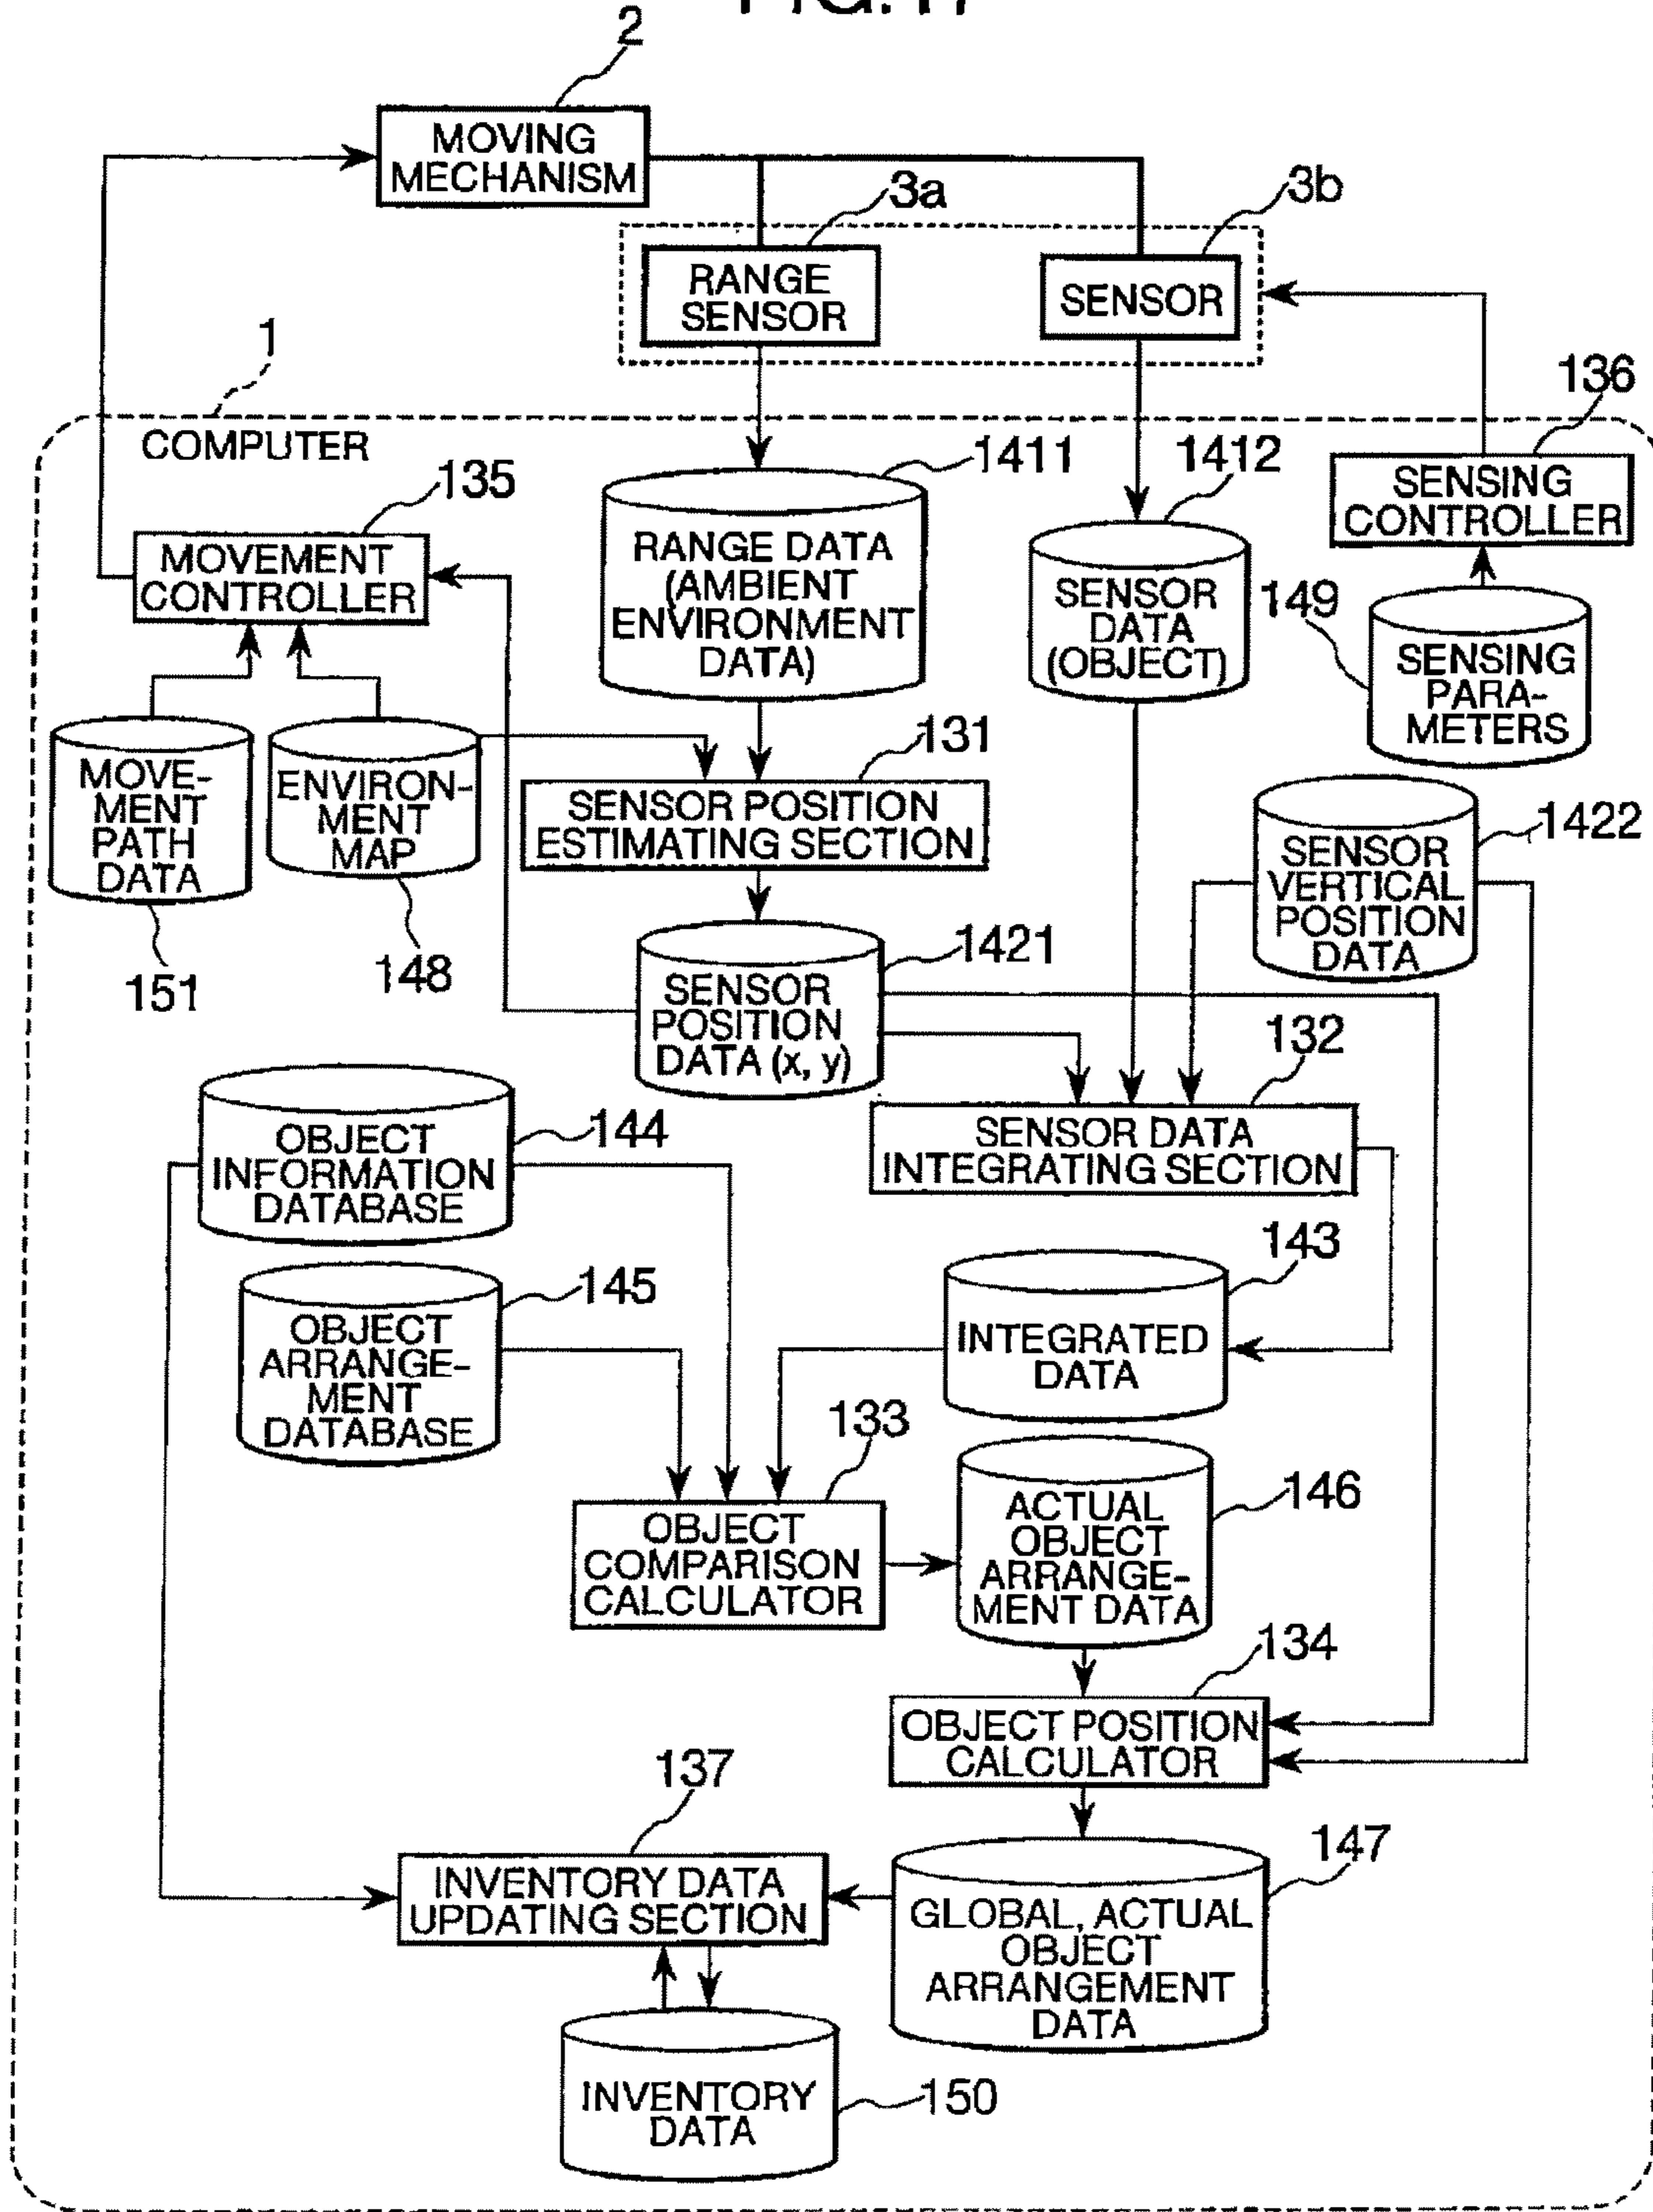 2
MOVING
MECHANISM
3a
3b
RANGE
SENSOR
SENSOR
1
136
COMPUTER
1411
1412
SENSING
CONTROLLER
135
MOVEMENT
CONTROLLER
RANGE DATA
(AMBIENT
ENVIRONMENT
DATA)
SENSOR
DATA
(OBJECT)
149
SENSING
PARA-
METERS
131
MOVE-
MENT
PATH
DATA
ENVIRON-
MENT
MAP
SENSOR POSITION
ESTIMATING SECTION
1422
SENSOR
VERTICAL
POSITION
DATA
151
148
1421
SENSOR
POSITION
DATA (x, y)
132
144
OBJECT
INFORMATION
DATABASE
SENSOR DATA
INTEGRATING SECTION
143
145
OBJECT
ARRANGE-
MENT
DATABASE
INTEGRATED
DATA
133
146
OBJECT
COMPARISON
CALCULATOR
ACTUAL
OBJECT
ARRANGE-
MENT DATA
134
OBJECT POSITION
CALCULATOR
137
147
INVENTORY DATA
UPDATING SECTION
GLOBAL, ACTUAL
OBJECT
ARRANGEMENT
DATA
INVENTORY
DATA
150